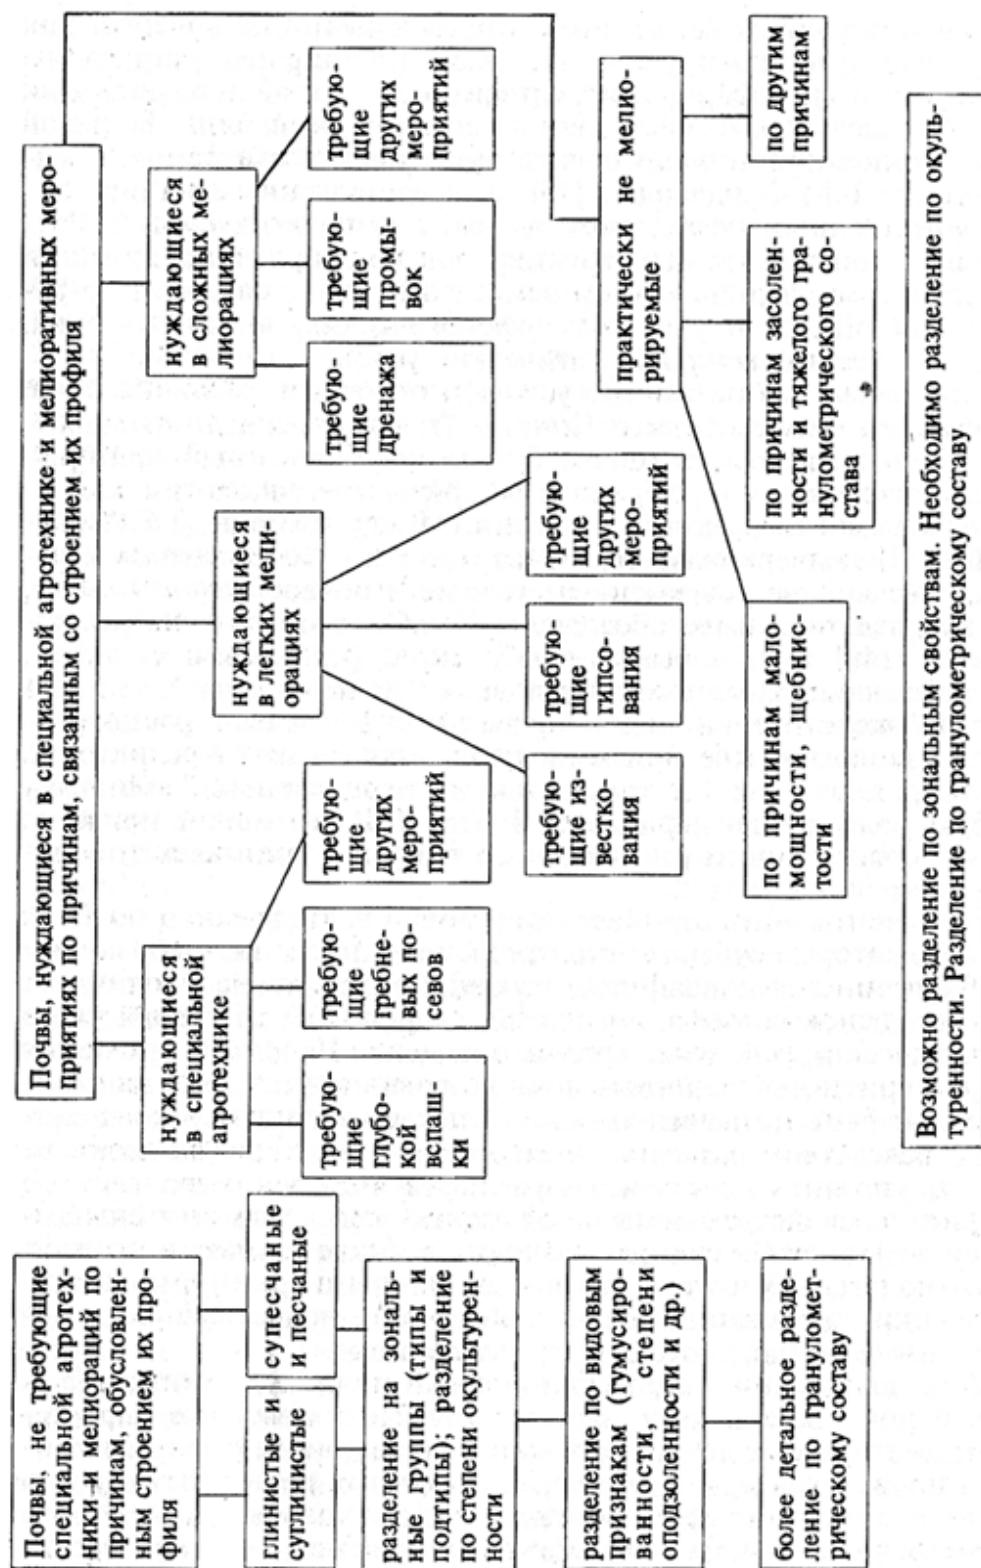 Почвы, не требующие
специальной агротех-
ники и мелиораций по
причинам, обусловлен-
ным строением их про-
филя
глинистые и
суглинистые
супесчаные
и песчаные
разделение на зональ-
ные группы (типы и
подтипы); разделение
по степени окультурен-
ности
разделение по видовым
признакам (гумусиро-
ванности, степени
оподзоленности и др.)
более детальное разде-
ление по грануломет-
рическому составу
Почвы, нуждающиеся в специальной агротехнике и мелиоративных меро-
приятиях по причинам, связанным со строением их профиля
нуждающиеся
в специальной
агротехнике
требую-
щие
глубо-
кой
вспаш-
ки
требую-
щие
гребне-
вых по-
севов
требую-
щие
других
меро-
приятий
нуждающиеся
в легких мели-
орациях
требую-
щие из-
вестко-
вания
требую-
щие
гипсо-
вания
требую-
щие
других
меро-
приятий
нуждающиеся
в сложных ме-
лиорациях
требую-
щие
дренажа
требую-
щие
промы-
вок
требую-
щие
других
меро-
приятий
практически не мелио-
рируемые
по причинам мало-
мощности, щебнис-
тости
по причинам засолен-
ности и тяжелого гра-
нулометрического со-
става
по другим
причинам
Возможно разделение по зональным свойствам. Необходимо разделение по окуль-
туренности. Разделение по гранулометрическому составу